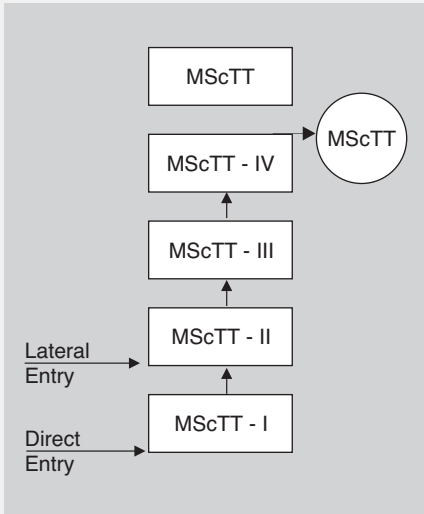 MScTT
MScTT - IV
MScTT
MScTT - III
MScTT - II
Lateral
Entry
MScTT - I
Direct
Entry